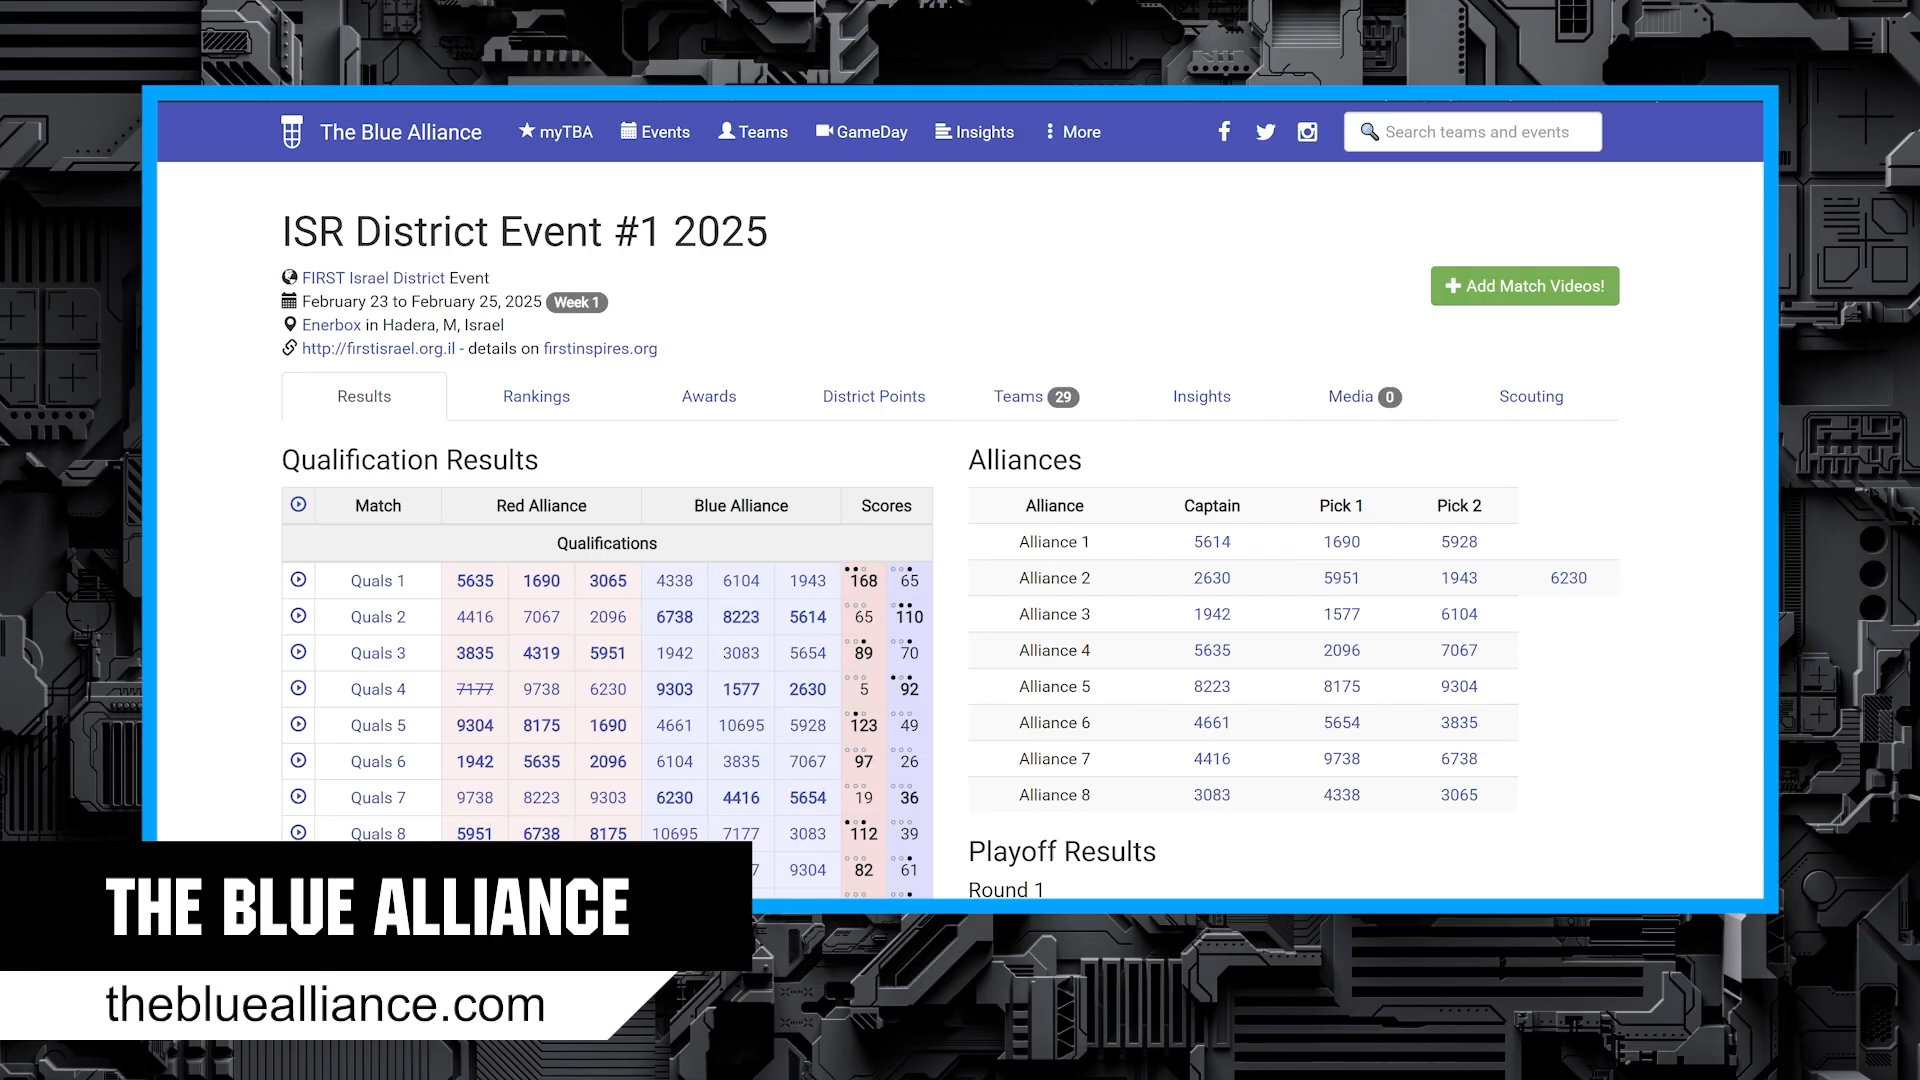 The Blue Alliance myTBA Events Teams GameDay Insights More Search teams and events
ISR District Event #1 2025
FIRST Israel District Event
February 23 to February 25, 2025 Week 1
Add Match Videos!
Enerbox in Hadera, M, Israel
http://firstisrael.org.il - details on firstinspires.org
Results Rankings Awards District Points Teams 29 Insights Media 0 Scouting
Qualification Results
Match Red Alliance Blue Alliance Scores
Qualifications
Quals 1 5635 1690 3065 4338 6104 1943 168 65
Quals 2 4416 7067 2096 6738 8223 5614 65 110
Quals 3 3835 4319 5951 1942 3083 5654 89 70
Quals 4 7177 9738 6230 9303 1577 2630 5 92
Quals 5 9304 8175 1690 4661 10695 5928 123 49
Quals 6 1942 5635 2096 6104 3835 7067 97 26
Quals 7 9738 8223 9303 6230 4416 5654 19 36
Quals 8 5951 6738 8175 10695 7177 3083 112 39
7 9304 82 61
Alliances
Alliance Captain Pick 1 Pick 2
Alliance 1 5614 1690 5928
Alliance 2 2630 5951 1943 6230
Alliance 3 1942 1577 6104
Alliance 4 5635 2096 7067
Alliance 5 8223 8175 9304
Alliance 6 4661 5654 3835
Alliance 7 4416 9738 6738
Alliance 8 3083 4338 3065
Playoff Results
Round 1
THE BLUE ALLIANCE
thebluealliance.com